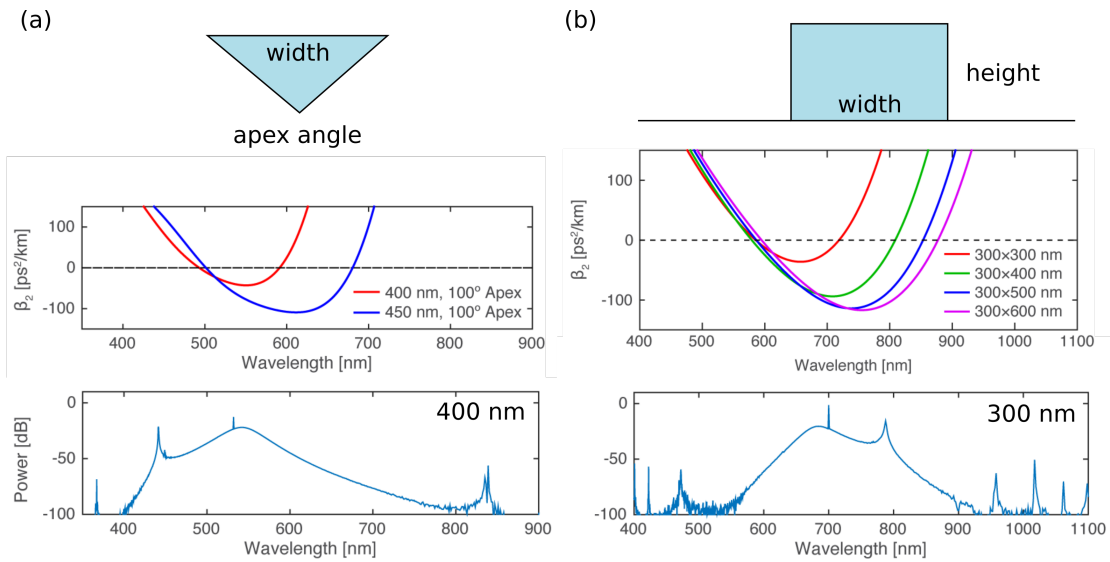 (a)
width
apex angle
β₂ [ps²/km]
100
0
-100
400 nm, 100° Apex
450 nm, 100° Apex
400 500 600 700 800 900
Wavelength [nm]
Power [dB]
0
-50
-100
400 nm
400 500 600 700 800 900
Wavelength [nm]
(b)
height
width
β₂ [ps²/km]
100
0
-100
300×300 nm
300×400 nm
300×500 nm
300×600 nm
400 500 600 700 800 900 1000 1100
Wavelength [nm]
0
-50
-100
300 nm
400 500 600 700 800 900 1000 1100
Wavelength [nm]